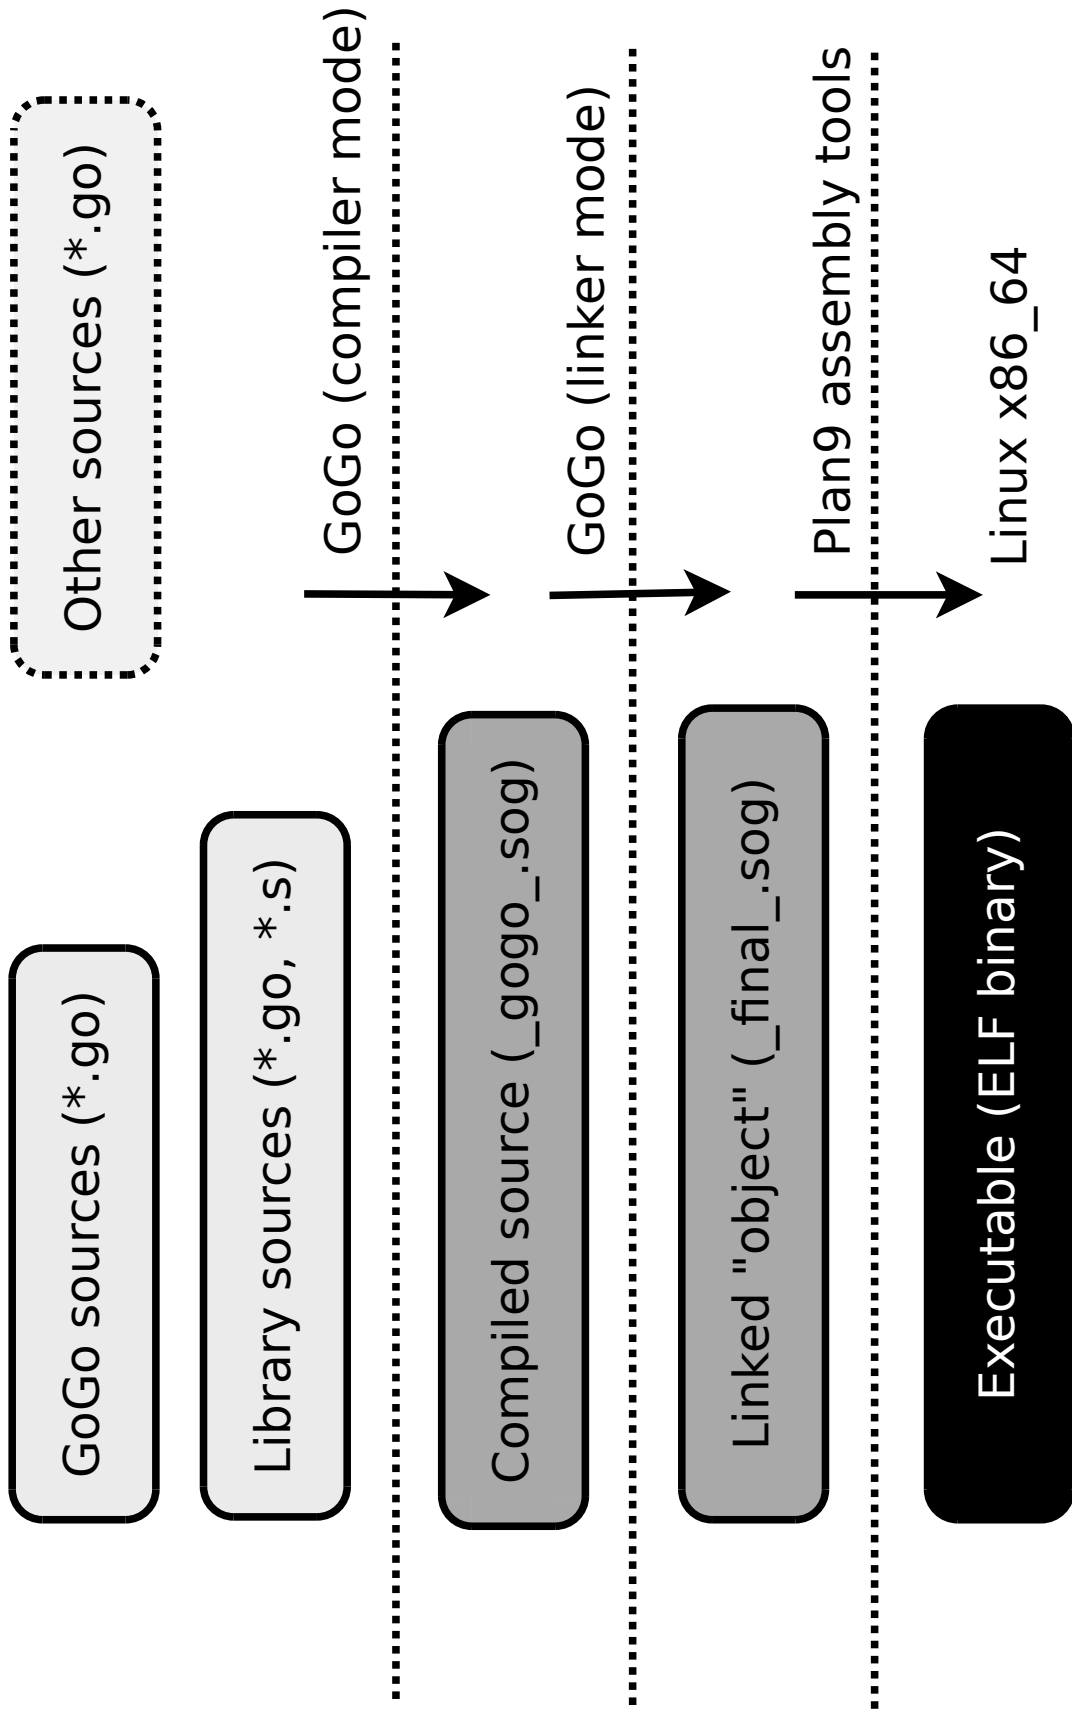 GoGo sources (*.go)
Other sources (*.go)
Library sources (*.go, *.s)
GoGo (compiler mode)
Compiled source (_gogo_.sog)
GoGo (linker mode)
Linked "object" (_final_.sog)
Plan9 assembly tools
Executable (ELF binary)
Linux x86_64